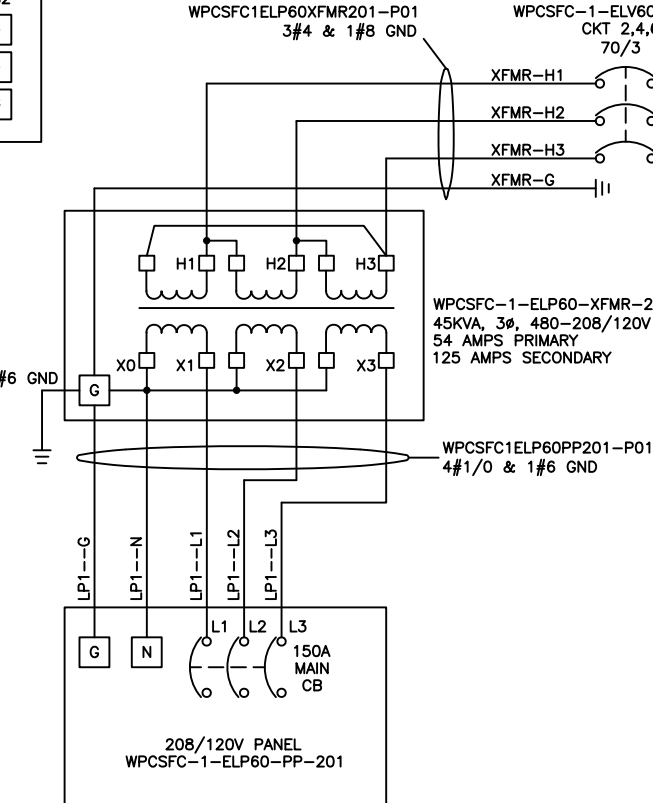 WPCSFC1ELP60XFMR201-P01
3#4 & 1#8 GND
WPCSFC-1-ELV60
CKT 2,4,6
70/3
XFMR-H1
XFMR-H2
XFMR-H3
XFMR-G
H1
H2
H3
WPCSFC-1-ELP60-XFMR-2
45KVA, 3ø, 480-208/120V
54 AMPS PRIMARY
125 AMPS SECONDARY
X0
X1
X2
X3
#6 GND
G
WPCSFC1ELP60PP201-P01
4#1/0 & 1#6 GND
LP1--G
LP1--N
LP1--L1
LP1--L2
LP1--L3
L1
L2
L3
G
N
150A
MAIN
CB
208/120V PANEL
WPCSFC-1-ELP60-PP-201